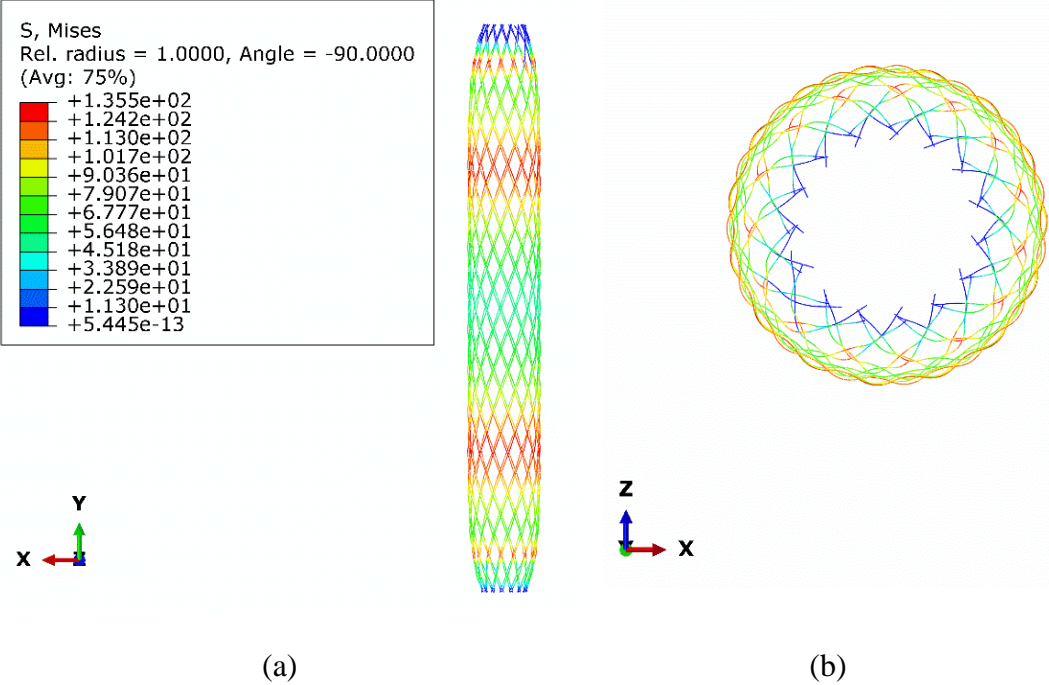 S, Mises
Rel. radius = 1.0000, Angle = -90.0000
(Avg: 75%)
+1.355e+02
+1.242e+02
+1.130e+02
+1.017e+02
+9.036e+01
+7.907e+01
+6.777e+01
+5.648e+01
+4.518e+01
+3.389e+01
+2.259e+01
+1.130e+01
+5.445e-13
Y
X
Z
X
(a)
(b)